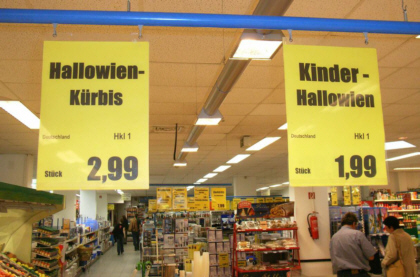 Hallowien-
Kürbis
Deutschland Hkl 1
Stück 2,99
Kinder -
Hallowien
Deutschland Hkl 1
Stück 1,99